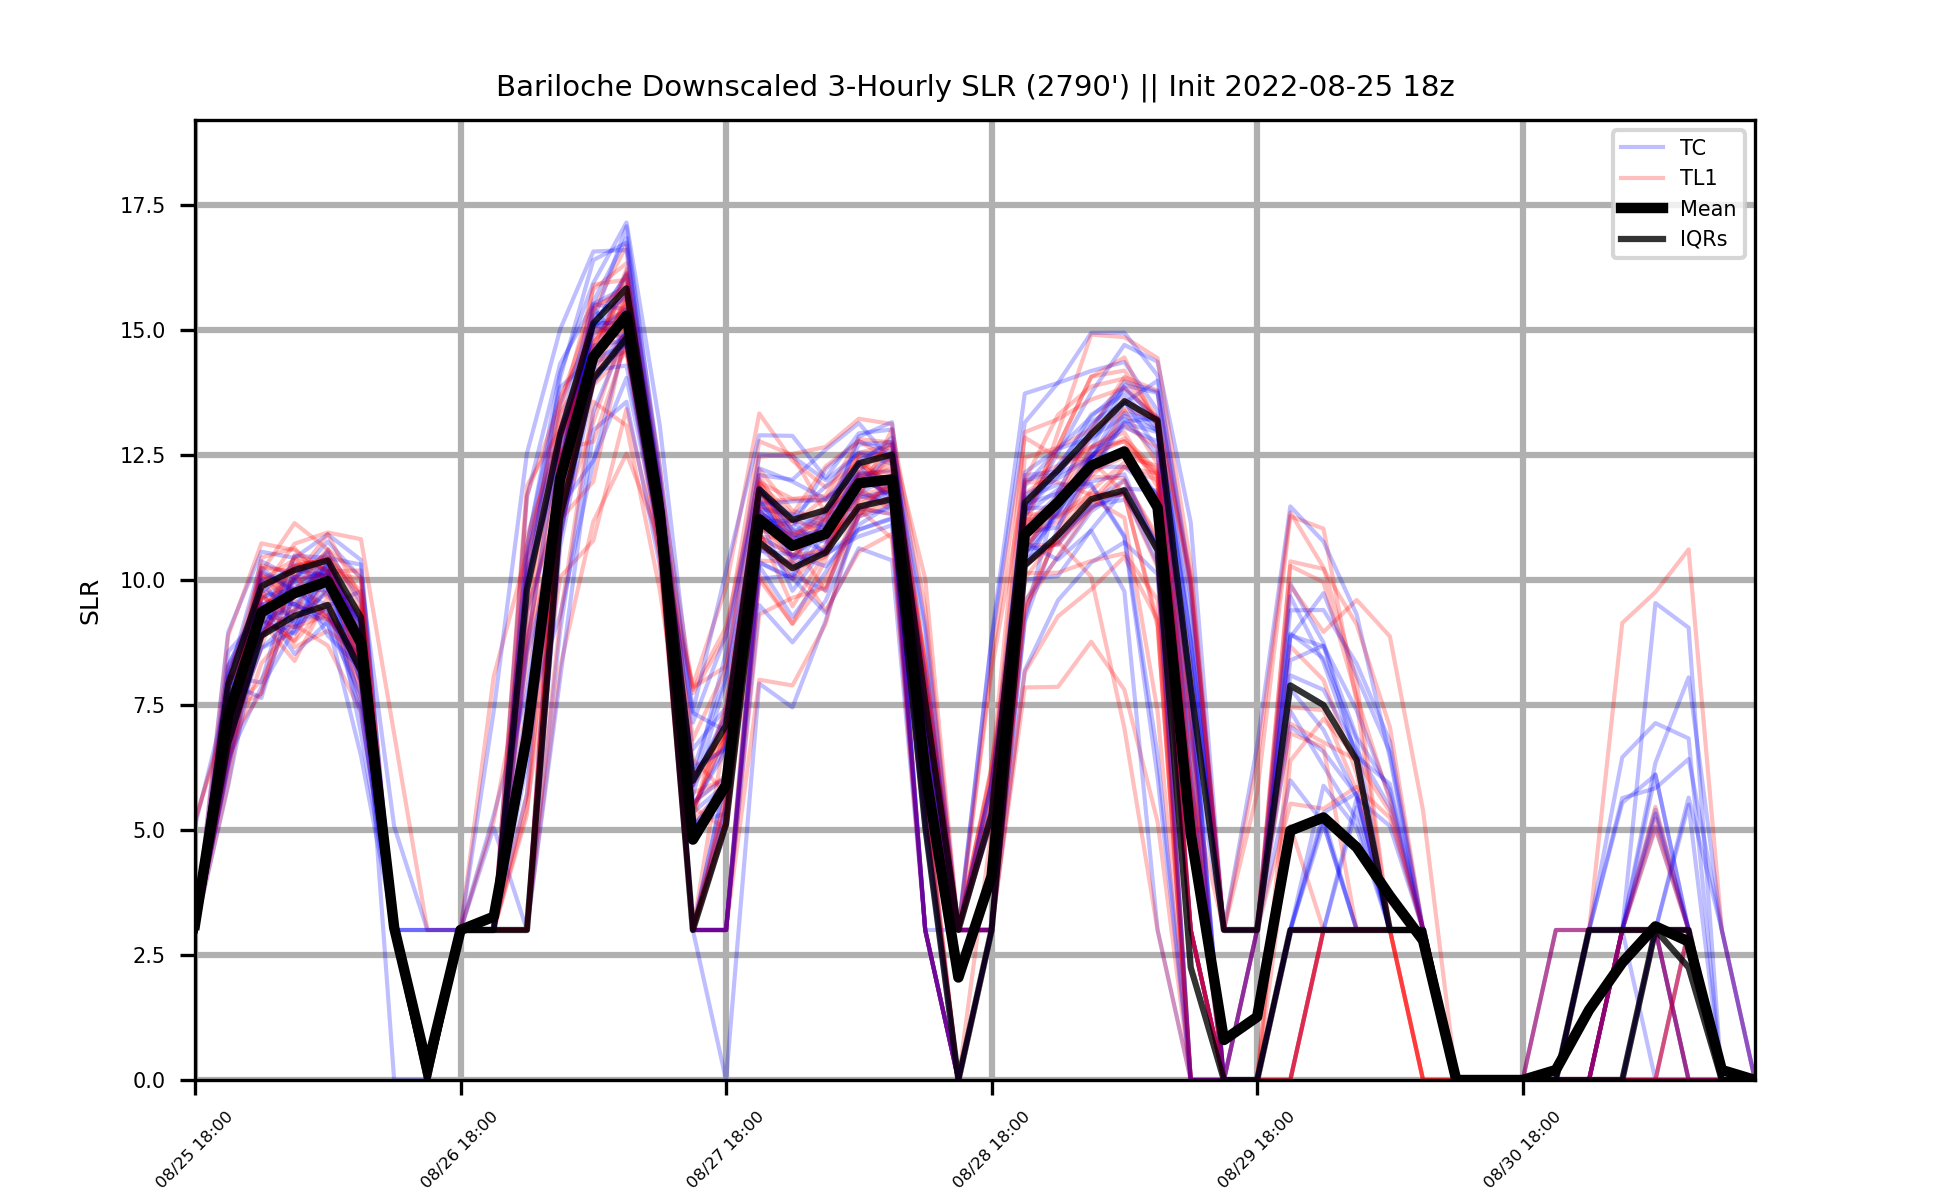 Bariloche Downscaled 3-Hourly SLR (2790') || Init 2022-08-25 18z
TC
TL1
Mean
IQRs
SLR
17.5
15.0
12.5
10.0
7.5
5.0
2.5
0.0
08/25 18:00
08/26 18:00
08/27 18:00
08/28 18:00
08/29 18:00
08/30 18:00